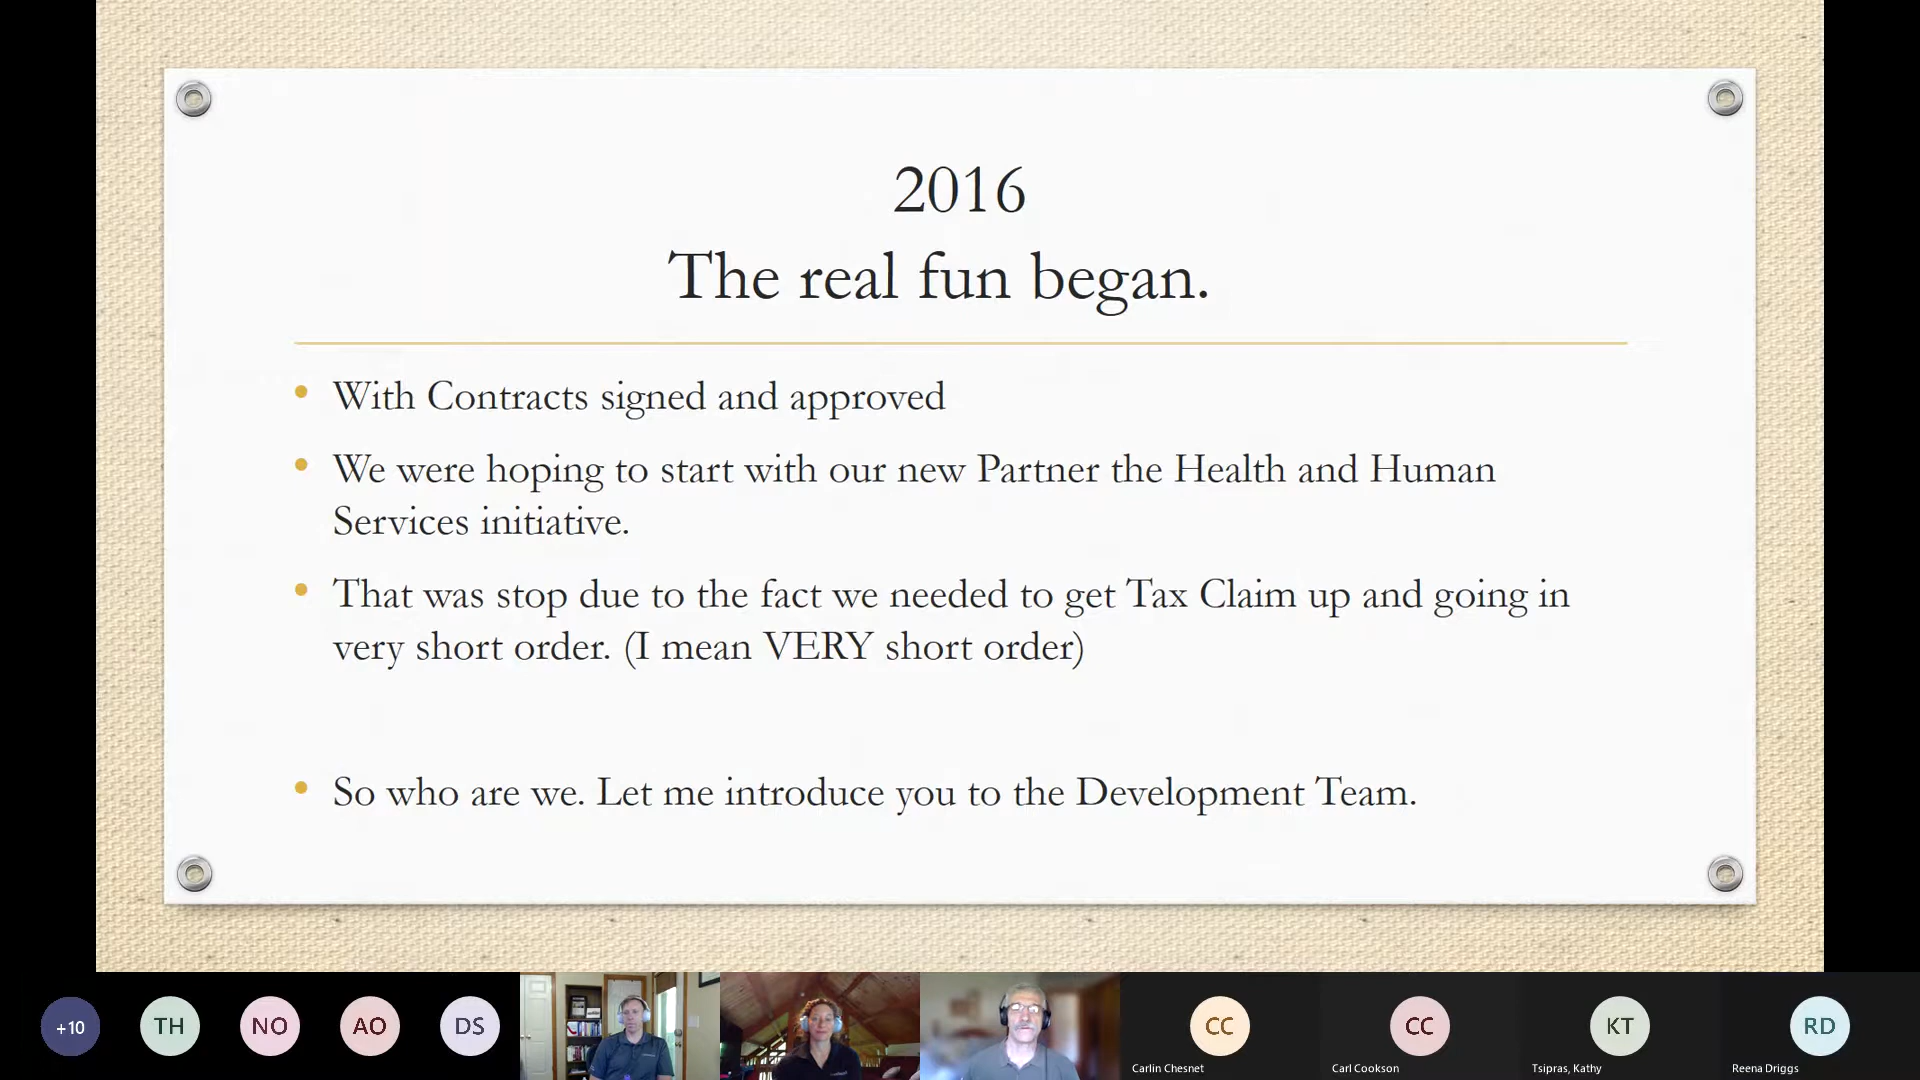 2016
The real fun began.
With Contracts signed and approved
We were hoping to start with our new Partner the Health and Human
Services initiative.
That was stop due to the fact we needed to get Tax Claim up and going in
very short order. (I mean VERY short order)
So who are we. Let me introduce you to the Development Team.
+10
TH
NO
AO
DS
CC
CC
KT
RD
Carlin Chesnet
Carl Cookson
Tsipras, Kathy
Reena Driggs